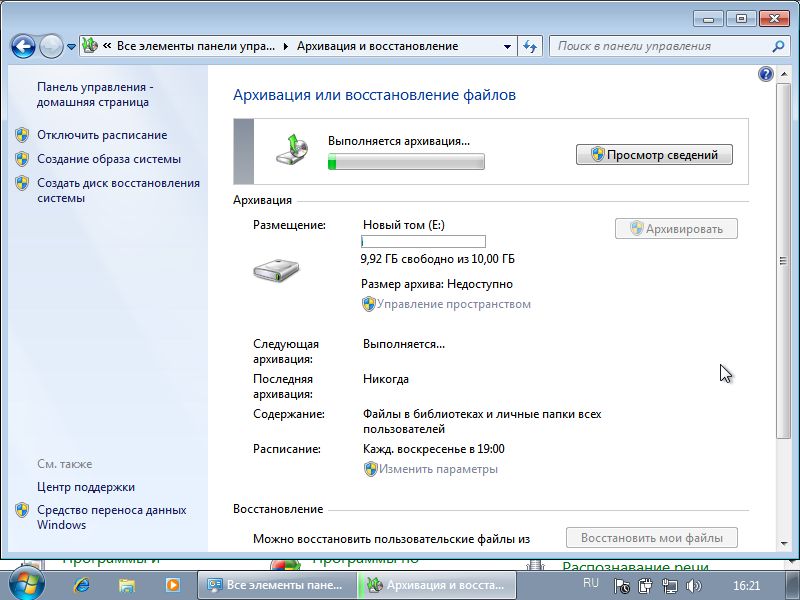 « Все элементы панели упра... Архивация и восстановление
Поиск в панели управления
Панель управления -
домашняя страница
Отключить расписание
Создание образа системы
Создать диск восстановления
системы
Архивация или восстановление файлов
Выполняется архивация...
Просмотр сведений
Архивация
Размещение:
Новый том (E:)
Архивировать
9,92 ГБ свободно из 10,00 ГБ
Размер архива: Недоступно
Управление пространством
Следующая
архивация:
Выполняется...
Последняя
архивация:
Никогда
Содержание:
Файлы в библиотеках и личные папки всех
пользователей
Расписание:
Кажд. воскресенье в 19:00
Изменить параметры
Восстановление
Можно восстановить пользовательские файлы из
Восстановить мои файлы
См. также
Центр поддержки
Средство переноса данных
Windows
Программы и
Программы по
Распознавание речи
Все элементы пане...
Архивация и восста...
RU
16:21